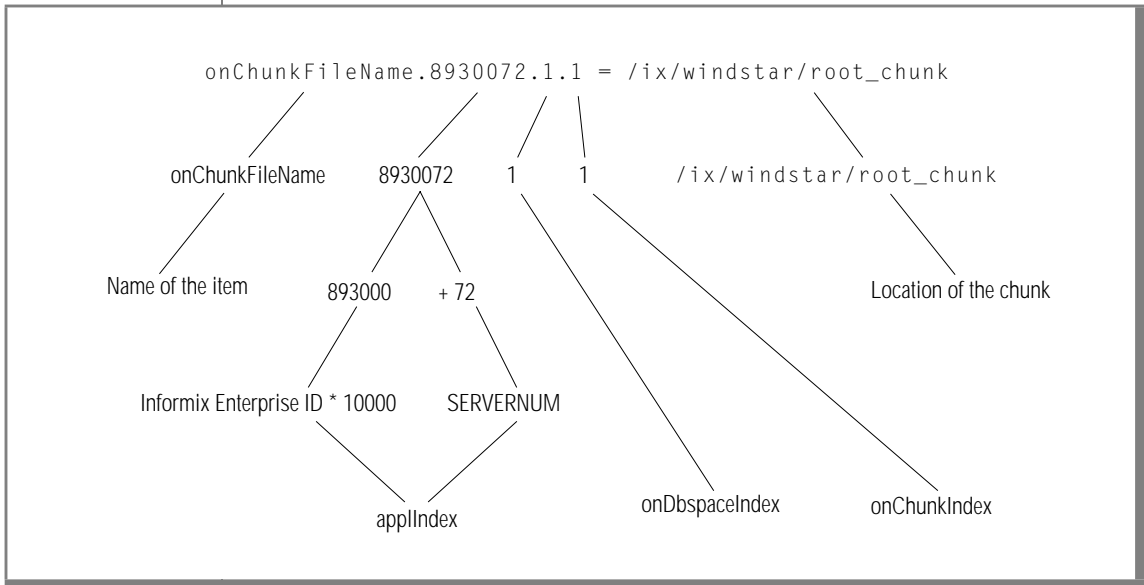 onChunkFileName.8930072.1.1 = /ix/windstar/root_chunk
onChunkFileName 8930072 1 1 /ix/windstar/root_chunk
Name of the item 893000 + 72 Location of the chunk
Informix Enterprise ID * 10000 SERVERNUM
applIndex onDbspaceIndex onChunkIndex